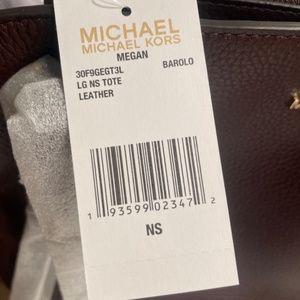 MICHAEL
MICHAEL KORS
MEGAN
30F9GEGT3L BAROLO
LG NS TOTE
LEATHER
1 93599 02347 2
NS